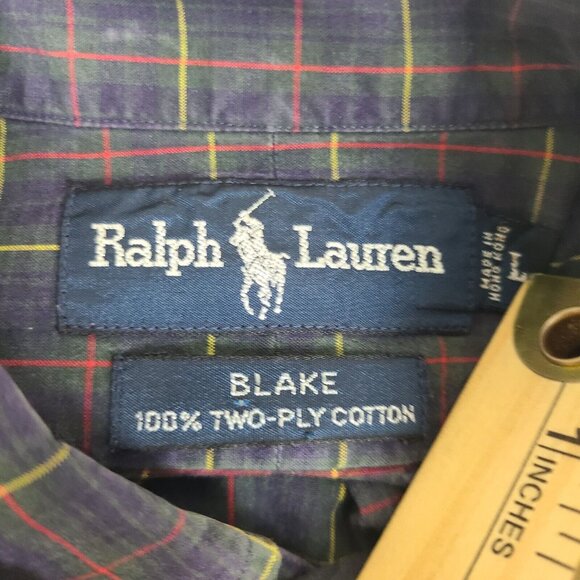 Ralph Lauren
MADE IN
HONG KONG
BLAKE
100% TWO-PLY COTTON
INCHES